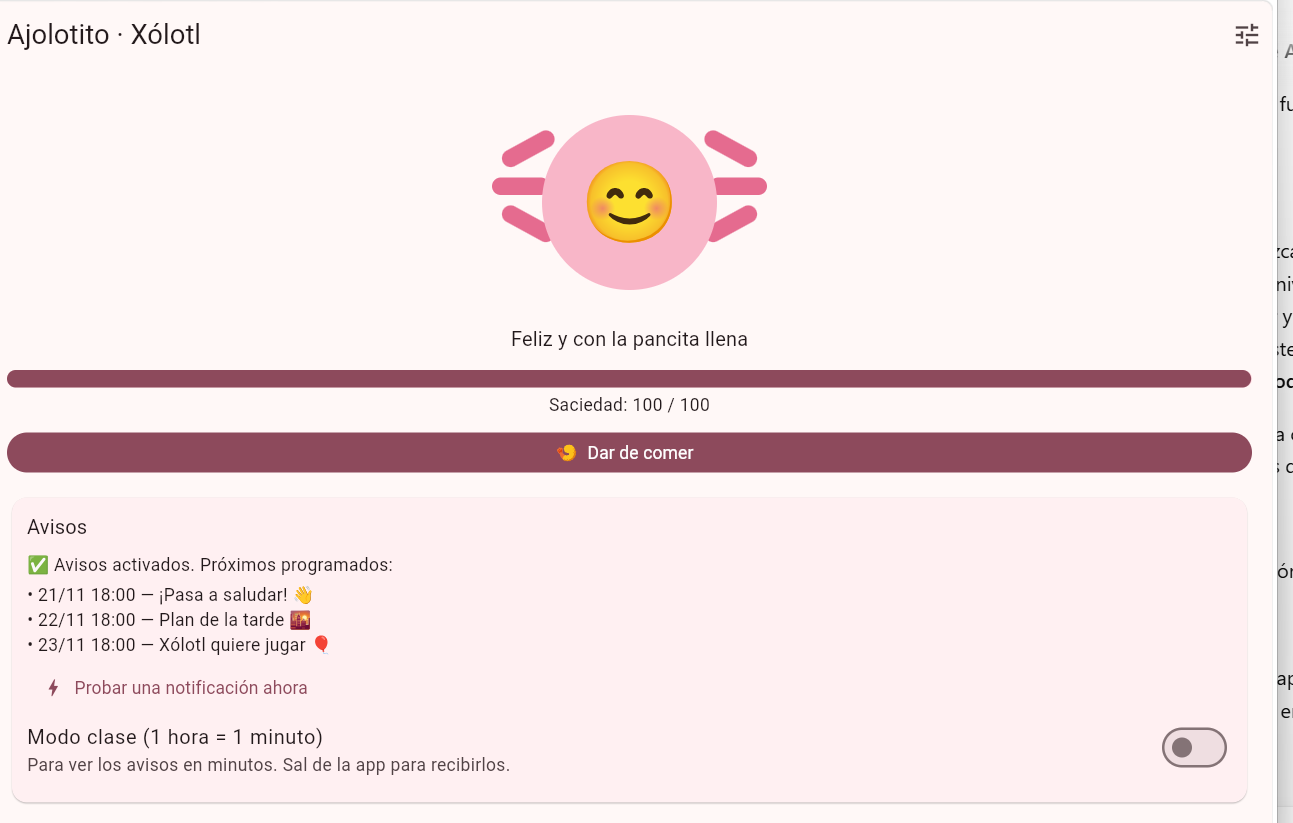 Ajolotito · Xólotl
Feliz y con la pancita llena
Saciedad: 100 / 100
🍤 Dar de comer
Avisos
✅ Avisos activados. Próximos programados:
• 21/11 18:00 — ¡Pasa a saludar! 👋
• 22/11 18:00 — Plan de la tarde 🌇
• 23/11 18:00 — Xólotl quiere jugar 🎈
Probar una notificación ahora
Modo clase (1 hora = 1 minuto)
Para ver los avisos en minutos. Sal de la app para recibirlos.